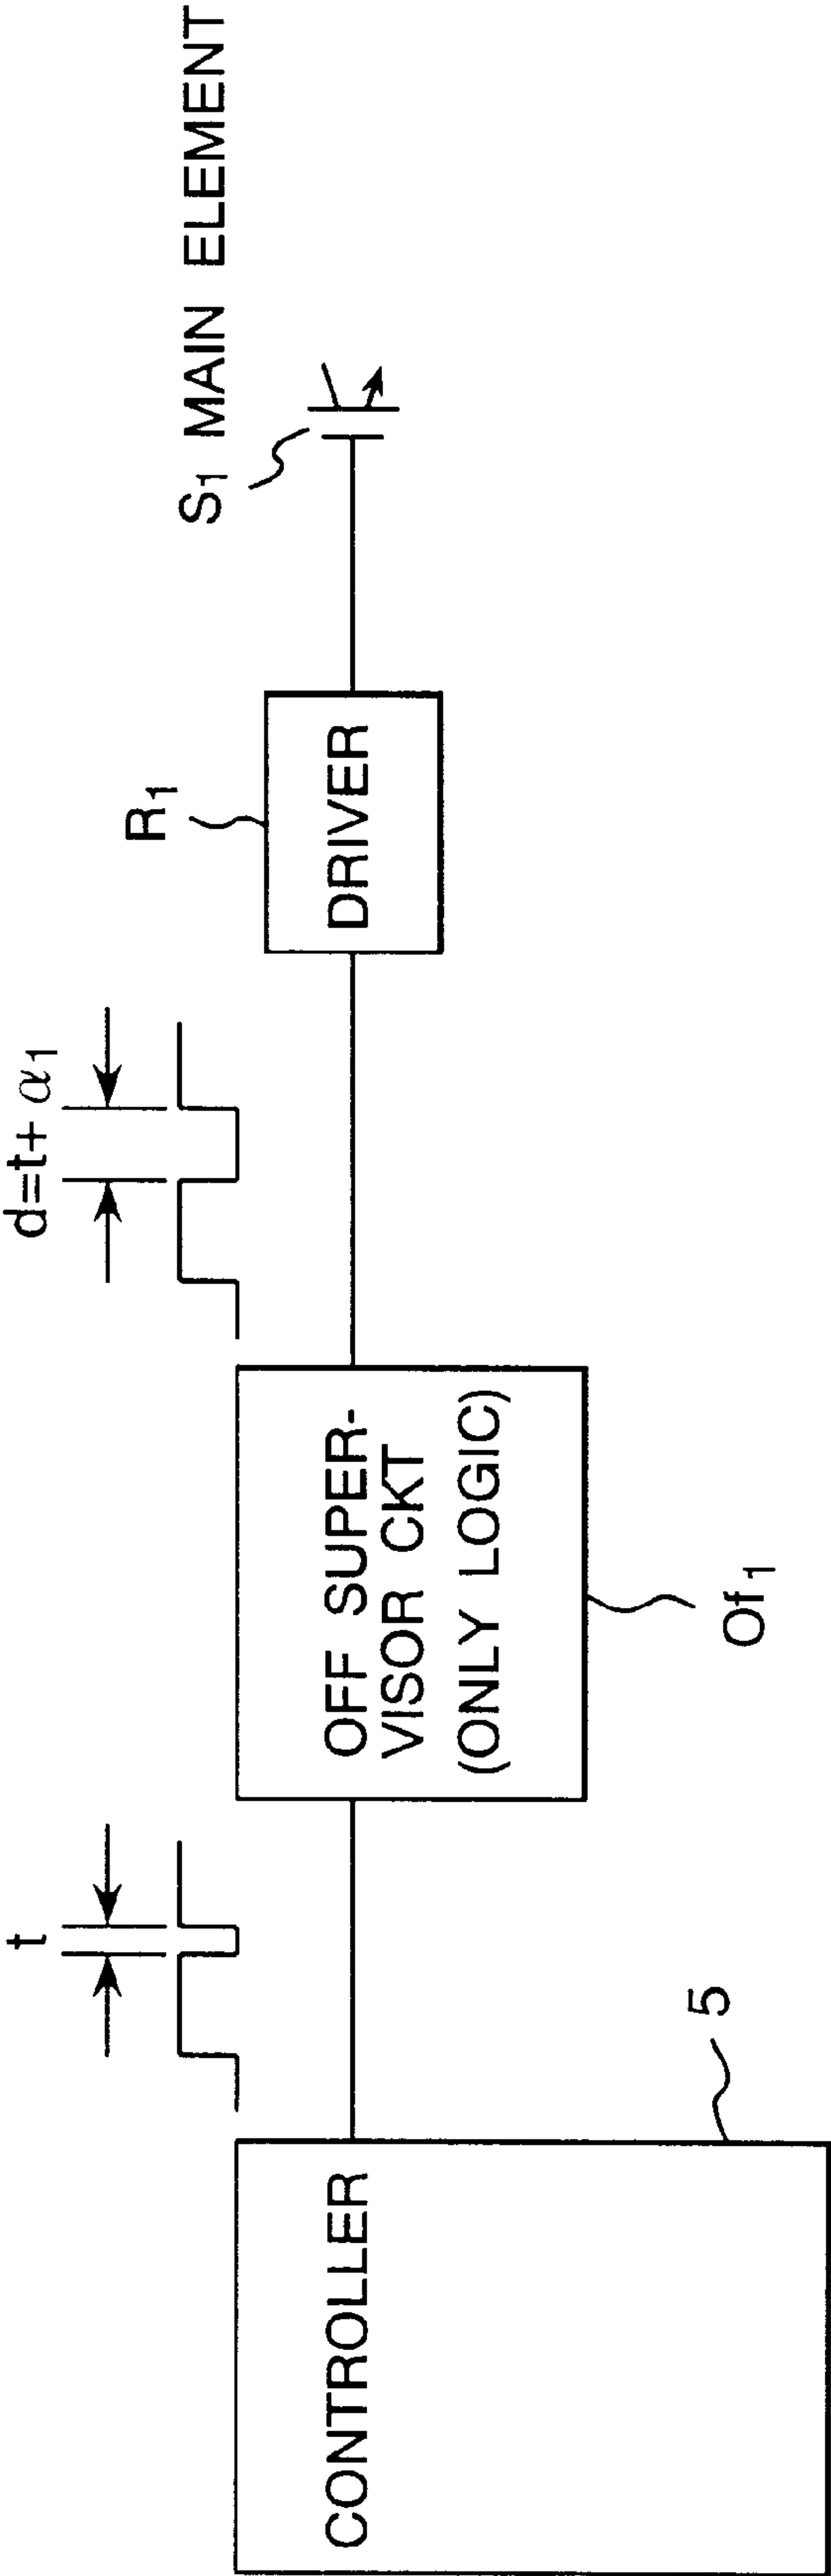 t
d=t+ α1
R1
S1 MAIN ELEMENT
CONTROLLER
OFF SUPER-
VISOR CKT
(ONLY LOGIC)
DRIVER
5
Of1